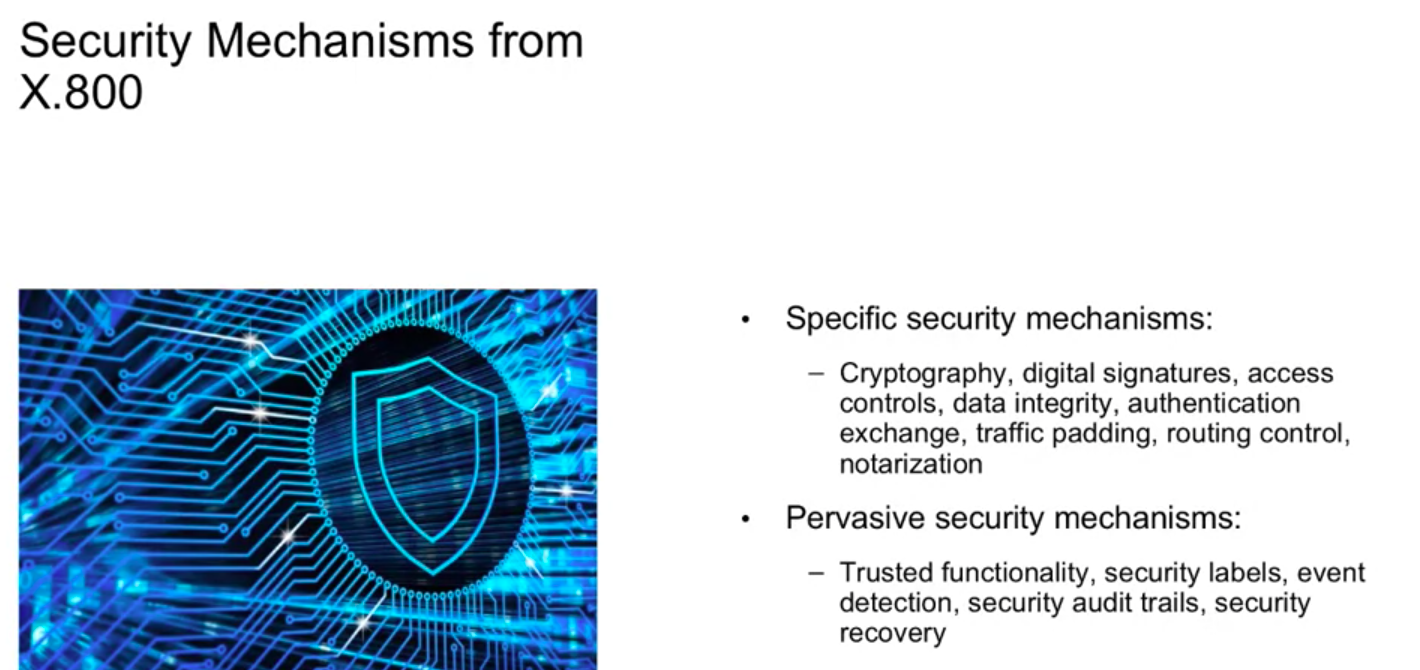 Security Mechanisms from
X.800
• Specific security mechanisms:
– Cryptography, digital signatures, access
controls, data integrity, authentication
exchange, traffic padding, routing control,
notarization
• Pervasive security mechanisms:
– Trusted functionality, security labels, event
detection, security audit trails, security
recovery